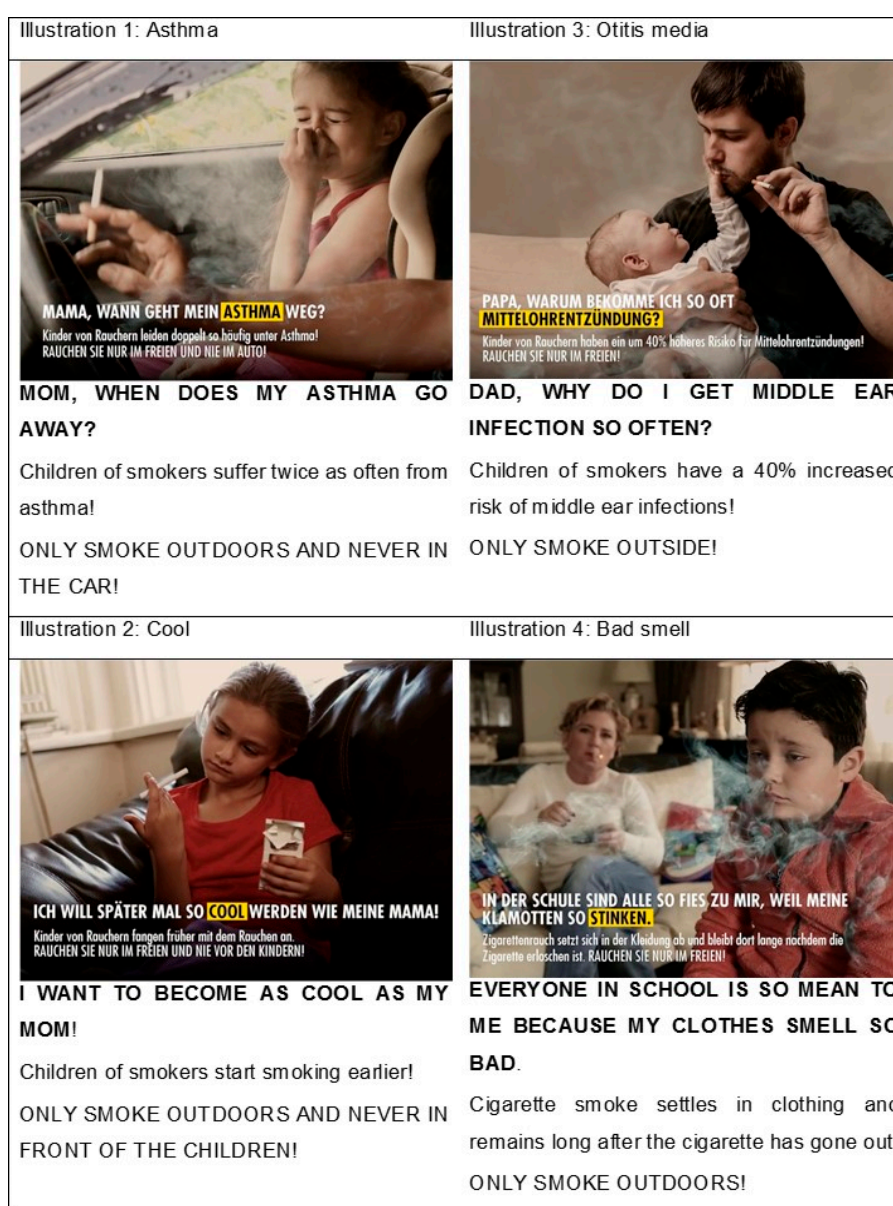 Illustration 1: Asthma
MAMA, WANN GEHT MEIN ASTHMA WEG?
Kinder von Rauchern leiden doppelt so häufig unter Asthma!
RAUCHEN SIE NUR IM FREIEN UND NIE IM AUTO!
MOM, WHEN DOES MY ASTHMA GO
AWAY?
Children of smokers suffer twice as often from
asthma!
ONLY SMOKE OUTDOORS AND NEVER IN
THE CAR!
Illustration 3: Otitis media
PAPA, WARUM BEKOMME ICH SO OFT
MITTELOHRENTZÜNDUNG?
Kinder von Rauchern haben ein um 40% höheres Risiko für Mittelohrentzündungen!
RAUCHEN SIE NUR IM FREIEN!
DAD, WHY DO I GET MIDDLE EAR
INFECTION SO OFTEN?
Children of smokers have a 40% increased
risk of middle ear infections!
ONLY SMOKE OUTSIDE!
Illustration 2: Cool
ICH WILL SPÄTER MAL SO COOL WERDEN WIE MEINE MAMA!
Kinder von Rauchern fangen früher mit dem Rauchen an.
RAUCHEN SIE NUR IM FREIEN UND NIE VOR DEN KINDERN!
I WANT TO BECOME AS COOL AS MY
MOM!
Children of smokers start smoking earlier!
ONLY SMOKE OUTDOORS AND NEVER IN
FRONT OF THE CHILDREN!
Illustration 4: Bad smell
IN DER SCHULE SIND ALLE SO FIES ZU MIR, WEIL MEINE
KLAMOTTEN SO STINKEN.
Zigarettenrauch setzt sich in der Kleidung ab und bleibt dort lange nachdem die
Zigarette erloschen ist. RAUCHEN SIE NUR IM FREIEN!
EVERYONE IN SCHOOL IS SO MEAN TO
ME BECAUSE MY CLOTHES SMELL SO
BAD.
Cigarette smoke settles in clothing and
remains long after the cigarette has gone out
ONLY SMOKE OUTDOORS!